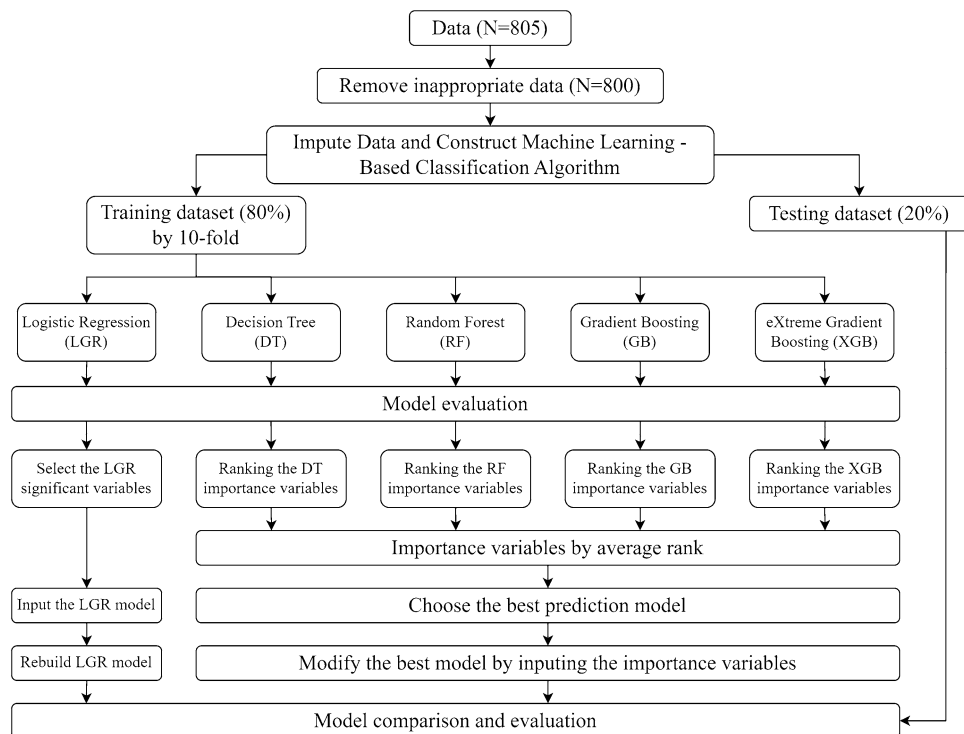 Data (N=805)
Remove inappropriate data (N=800)
Impute Data and Construct Machine Learning -
Based Classification Algorithm
Training dataset (80%)
by 10-fold
Testing dataset (20%)
Logistic Regression
(LGR)
Decision Tree
(DT)
Random Forest
(RF)
Gradient Boosting
(GB)
eXtreme Gradient
Boosting (XGB)
Model evaluation
Select the LGR
significant variables
Ranking the DT
importance variables
Ranking the RF
importance variables
Ranking the GB
importance variables
Ranking the XGB
importance variables
Importance variables by average rank
Input the LGR model
Choose the best prediction model
Rebuild LGR model
Modify the best model by inputing the importance variables
Model comparison and evaluation